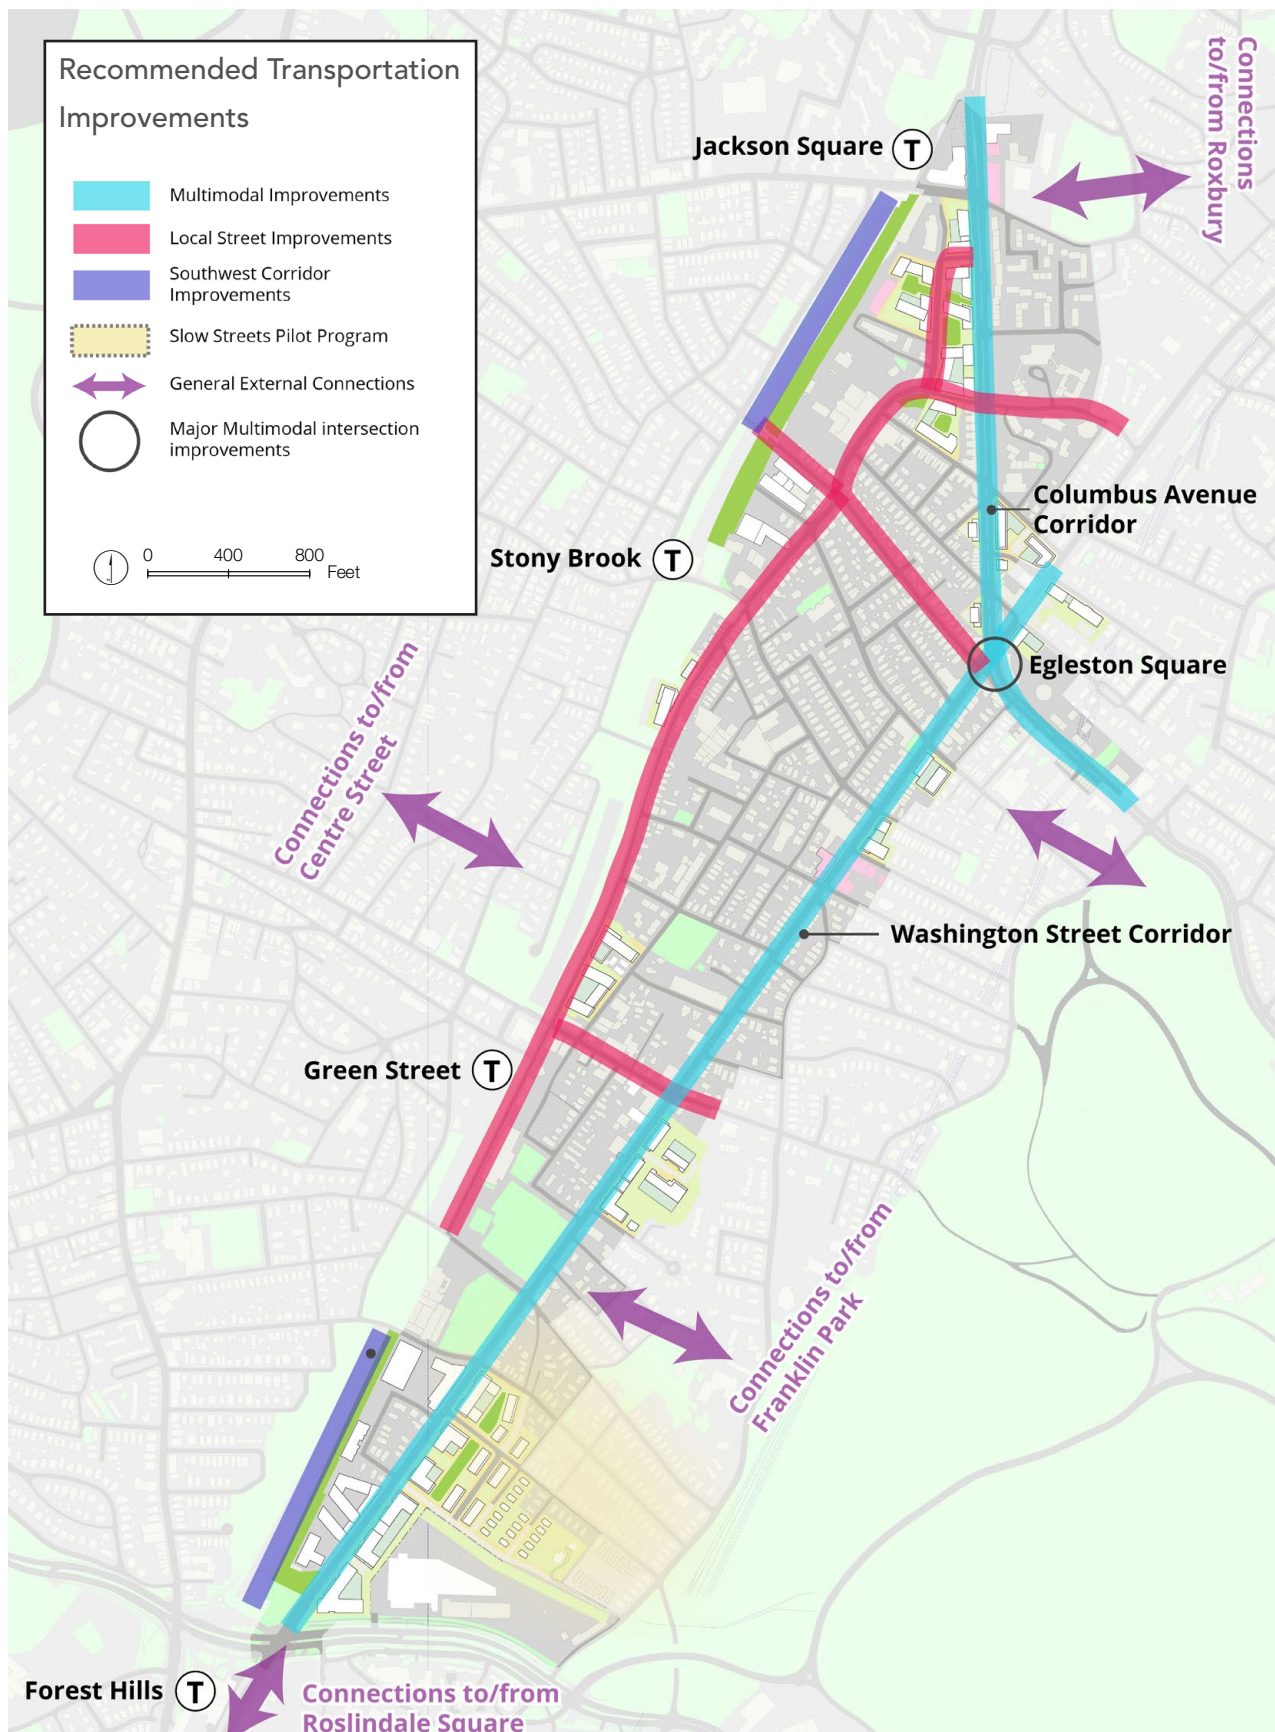 Recommended Transportation
Improvements
Multimodal Improvements
Local Street Improvements
Southwest Corridor
Improvements
Slow Streets Pilot Program
General External Connections
Major Multimodal intersection
improvements
0 400 800
Feet
Jackson Square T
Connections
to/from Roxbury
Columbus Avenue
Corridor
Stony Brook T
Egleston Square
Connections to/from
Centre Street
Washington Street Corridor
Green Street T
Connections to/from
Franklin Park
Forest Hills T
Connections to/from
Roslindale Square